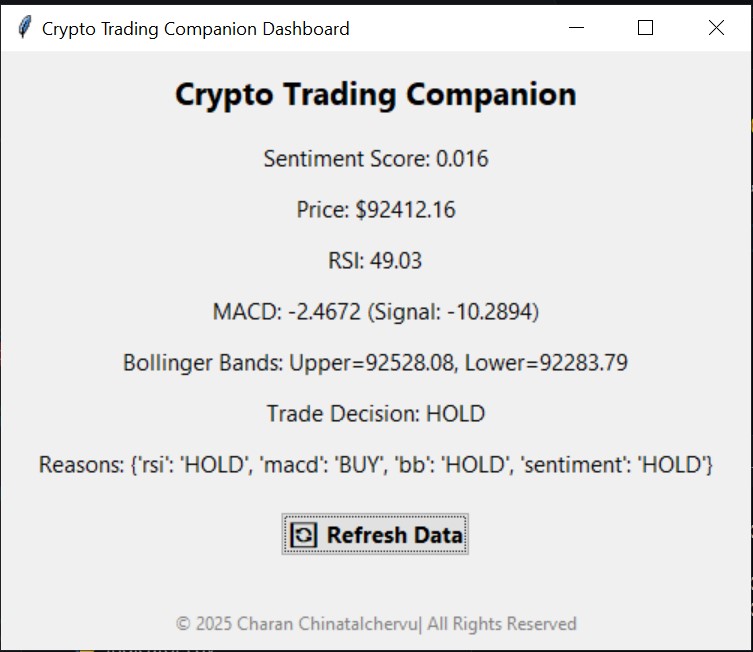 Crypto Trading Companion Dashboard
Crypto Trading Companion
Sentiment Score: 0.016
Price: $92412.16
RSI: 49.03
MACD: -2.4672 (Signal: -10.2894)
Bollinger Bands: Upper=92528.08, Lower=92283.79
Trade Decision: HOLD
Reasons: {'rsi': 'HOLD', 'macd': 'BUY', 'bb': 'HOLD', 'sentiment': 'HOLD'}
Refresh Data
© 2025 Charan Chinatalchervu| All Rights Reserved